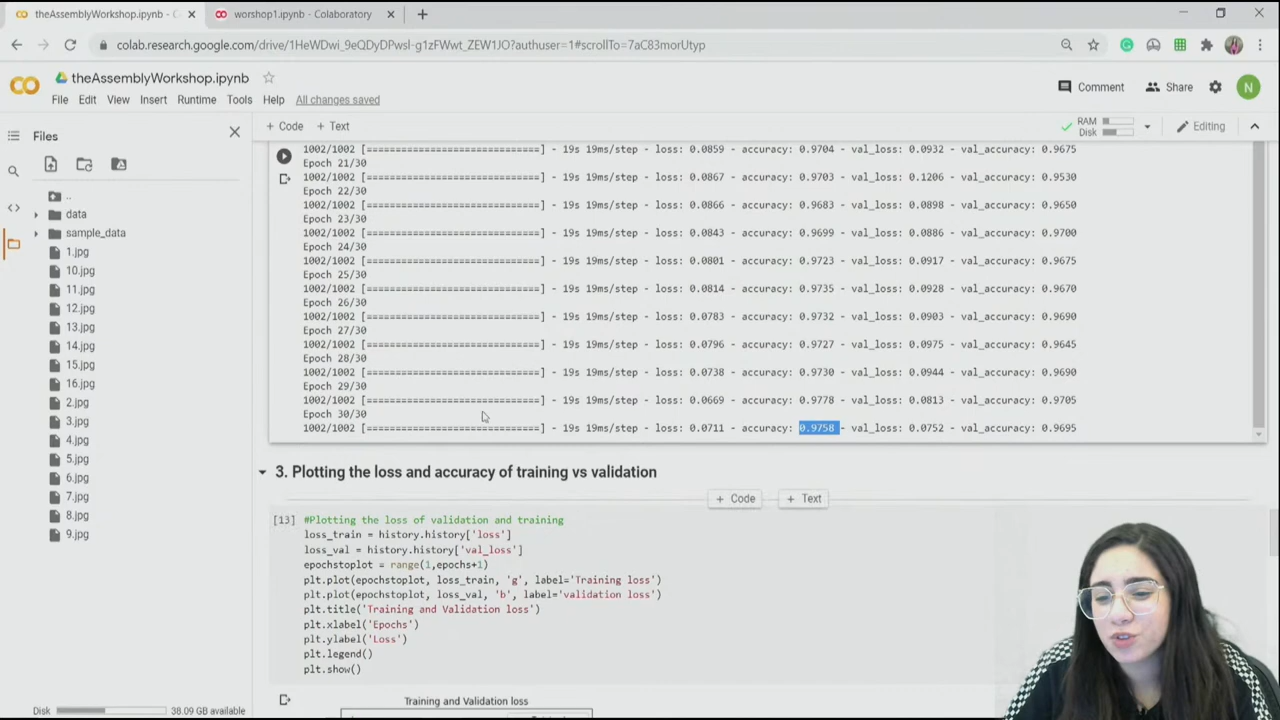 theAssemblyWorkshop.ipynb -
worshop1.ipynb - Colaboratory
colab.research.google.com/drive/1HeWDwi_9eQDyDPwsl-g1zFWwt_ZEW1JO?authuser=1#scrollTo=7aC83morUtyp
theAssemblyWorkshop.ipynb
Comment
Share
N
File Edit View Insert Runtime Tools Help All changes saved
Files
+ Code + Text
RAM
Disk
Editing
..
data
sample_data
1.jpg
10.jpg
11.jpg
12.jpg
13.jpg
14.jpg
15.jpg
16.jpg
2.jpg
3.jpg
4.jpg
5.jpg
6.jpg
7.jpg
8.jpg
9.jpg
Disk
38.09 GB available
1002/1002 [==============================] - 19s 19ms/step - loss: 0.0859 - accuracy: 0.9704 - val_loss: 0.0932 - val_accuracy: 0.9675
Epoch 21/30
1002/1002 [==============================] - 19s 19ms/step - loss: 0.0867 - accuracy: 0.9703 - val_loss: 0.1206 - val_accuracy: 0.9530
Epoch 22/30
1002/1002 [==============================] - 19s 19ms/step - loss: 0.0866 - accuracy: 0.9683 - val_loss: 0.0898 - val_accuracy: 0.9650
Epoch 23/30
1002/1002 [==============================] - 19s 19ms/step - loss: 0.0843 - accuracy: 0.9699 - val_loss: 0.0886 - val_accuracy: 0.9700
Epoch 24/30
1002/1002 [==============================] - 19s 19ms/step - loss: 0.0801 - accuracy: 0.9723 - val_loss: 0.0917 - val_accuracy: 0.9675
Epoch 25/30
1002/1002 [==============================] - 19s 19ms/step - loss: 0.0814 - accuracy: 0.9735 - val_loss: 0.0928 - val_accuracy: 0.9670
Epoch 26/30
1002/1002 [==============================] - 19s 19ms/step - loss: 0.0783 - accuracy: 0.9732 - val_loss: 0.0903 - val_accuracy: 0.9690
Epoch 27/30
1002/1002 [==============================] - 19s 19ms/step - loss: 0.0796 - accuracy: 0.9727 - val_loss: 0.0975 - val_accuracy: 0.9645
Epoch 28/30
1002/1002 [==============================] - 19s 19ms/step - loss: 0.0738 - accuracy: 0.9730 - val_loss: 0.0944 - val_accuracy: 0.9690
Epoch 29/30
1002/1002 [==============================] - 19s 19ms/step - loss: 0.0669 - accuracy: 0.9778 - val_loss: 0.0813 - val_accuracy: 0.9705
Epoch 30/30
1002/1002 [==============================] - 19s 19ms/step - loss: 0.0711 - accuracy: 0.9758 - val_loss: 0.0752 - val_accuracy: 0.9695
3. Plotting the loss and accuracy of training vs validation
+ Code + Text
[13] #Plotting the loss of validation and training
loss_train = history.history['loss']
loss_val = history.history['val_loss']
epochstoplot = range(1,epochs+1)
plt.plot(epochstoplot, loss_train, 'g', label='Training loss')
plt.plot(epochstoplot, loss_val, 'b', label='validation loss')
plt.title('Training and Validation loss')
plt.xlabel('Epochs')
plt.ylabel('Loss')
plt.legend()
plt.show()
Training and Validation loss